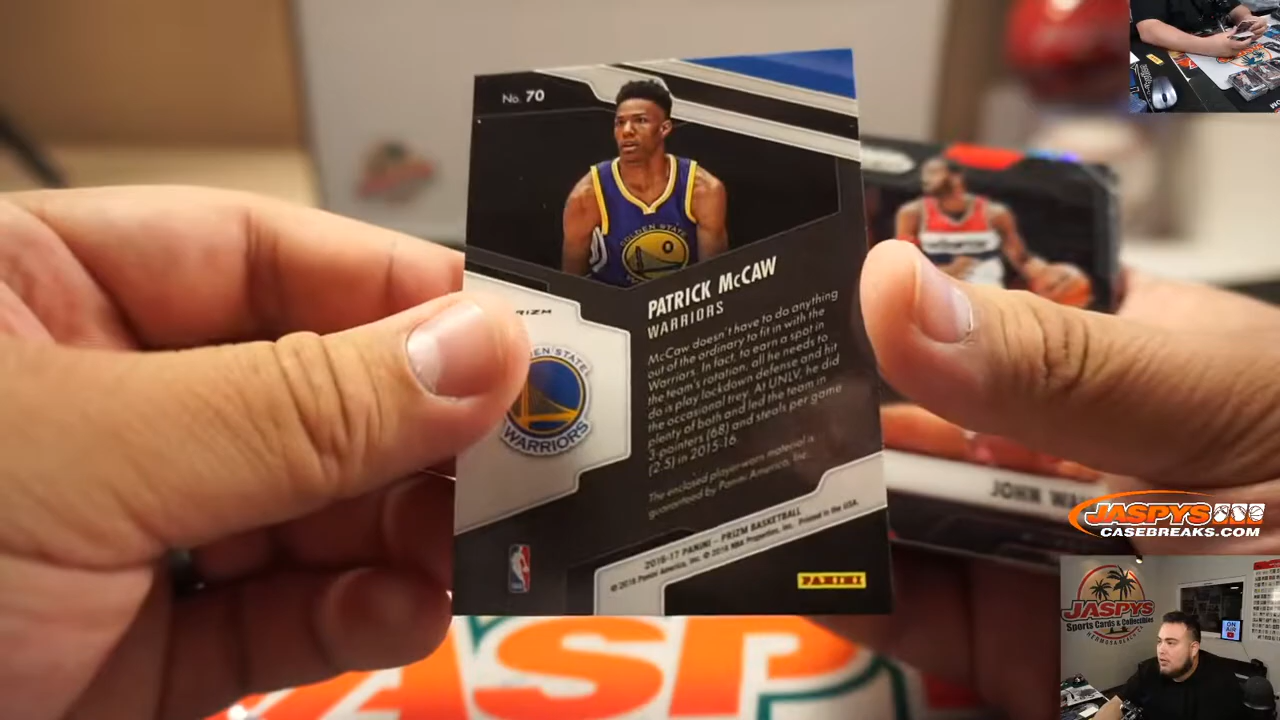 No. 70
GOLDEN STATE
0
PATRICK McCAW
WARRIORS
McCaw doesn't have to do anything
out of the ordinary to fit in with the
Warriors. In fact, to earn a spot in
the team's rotation, all he needs to
do is play lockdown defense and hit
the occasional trey. At UNLV, he did
plenty of both and led the team in
3-pointers (68) and steals per game
(2.5) in 2015-16.
The enclosed player-worn material is
guaranteed by Panini America, Inc.
WARRIORS
2016-17 PANINI – PRIZM BASKETBALL
© 2016 Panini America, Inc. © 2016 NBA Properties, Inc. Printed in the USA.
PANINI
JOHN
JASPYS
CASEBREAKS.COM
JASPYS
Sports Cards & Collectibles
ON
AIR